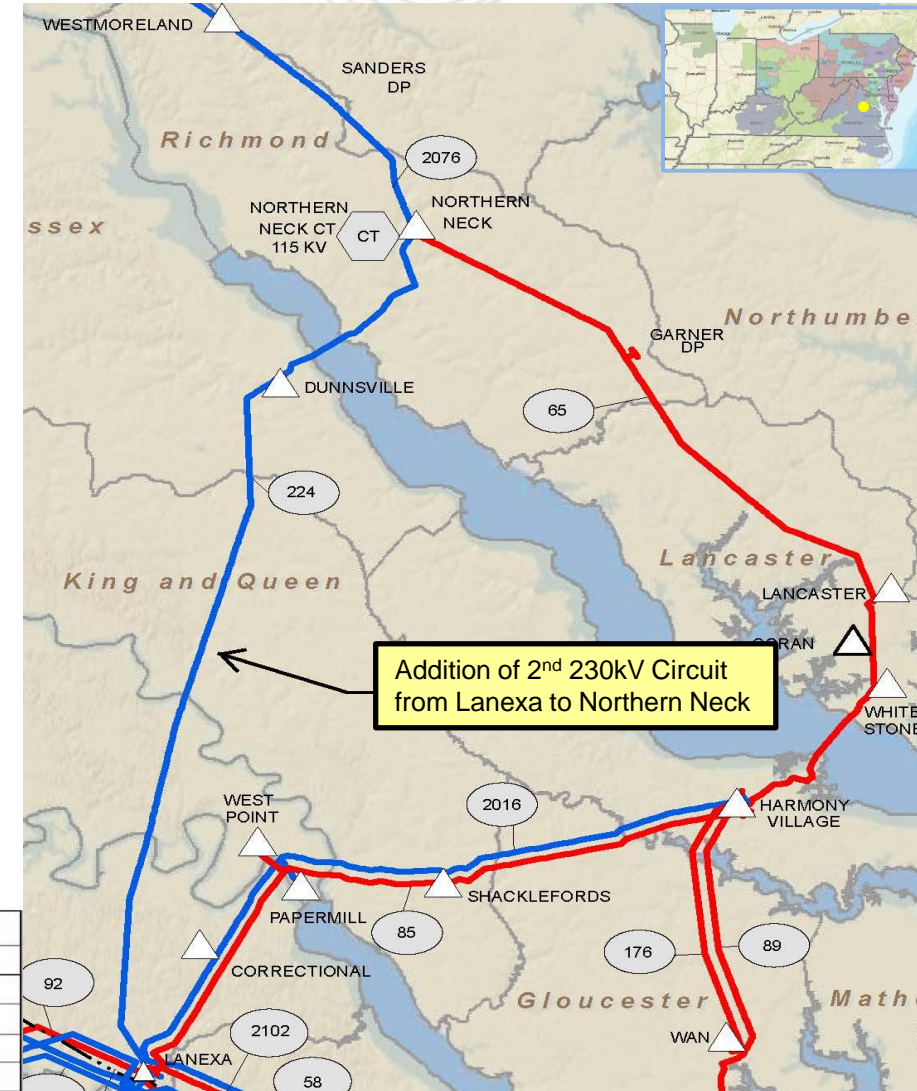 WESTMORELAND
SANDERS
DP
Richmond
2076
NORTHERN
NECK CT
115 KV
CT
NORTHERN
NECK
ssex
Northumbe
GARNER
DP
DUNNSVILLE
65
224
Lancaster
King and Queen
LANCASTER
ORAN
Addition of 2nd 230kV Circuit
from Lanexa to Northern Neck
WHITE
STONE
WEST
POINT
2016
HARMONY
VILLAGE
SHACKLEFORDS
PAPERMILL
85
CORRECTIONAL
176
89
92
Gloucester
Math
2102
WAN
LANEXA
58